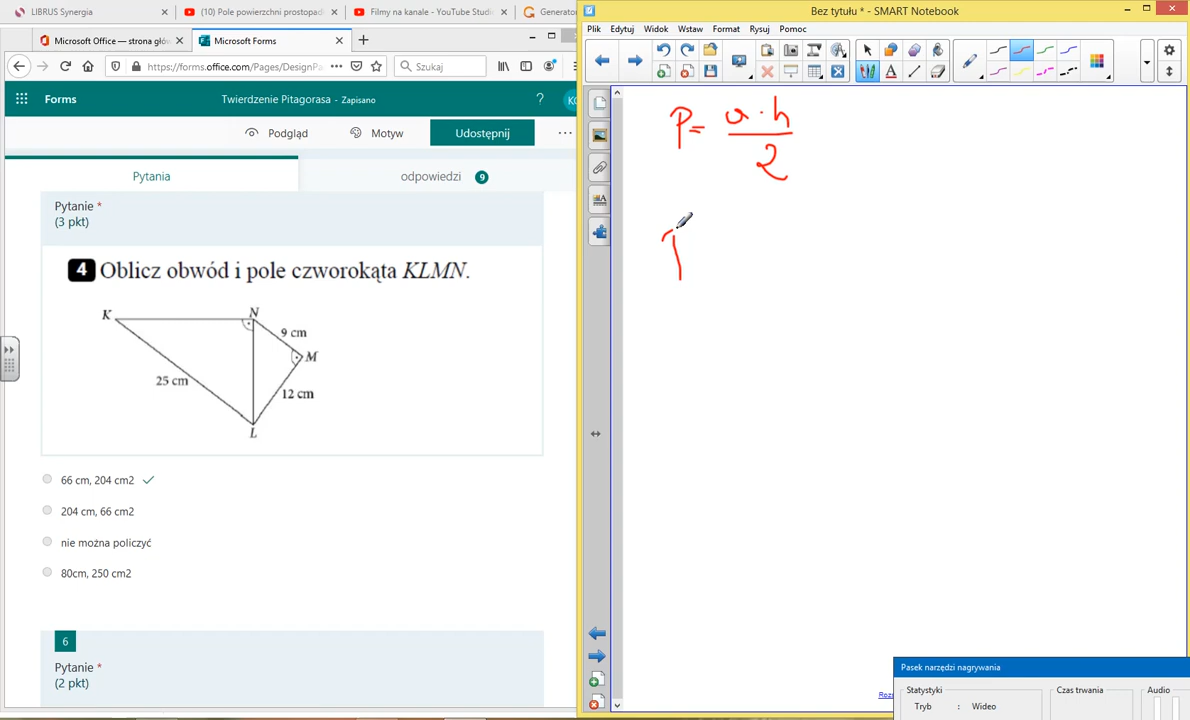 LIBRUS Synergia
(10) Pole powierzchni prostopad
Filmy na kanale - YouTube Studi
Generator
Microsoft Office — strona głów
Microsoft Forms
https://forms.office.com/Pages/DesignPa
Szukaj
Forms
Twierdzenie Pitagorasa - Zapisano
?
Podgląd
Motyw
Udostępnij
Pytania
odpowiedzi 9
Pytanie *
(3 pkt)
4 Oblicz obwód i pole czworokąta KLMN.
K
N
9 cm
M
25 cm
12 cm
L
66 cm, 204 cm2
204 cm, 66 cm2
nie można policzyć
80cm, 250 cm2
6
Pytanie *
(2 pkt)
Bez tytułu * - SMART Notebook
Plik Edytuj Widok Wstaw Format Rysuj Pomoc
P= a·h
2
Pasek narzędzi nagrywania
Statystyki
Czas trwania
Audio
Tryb : Wideo